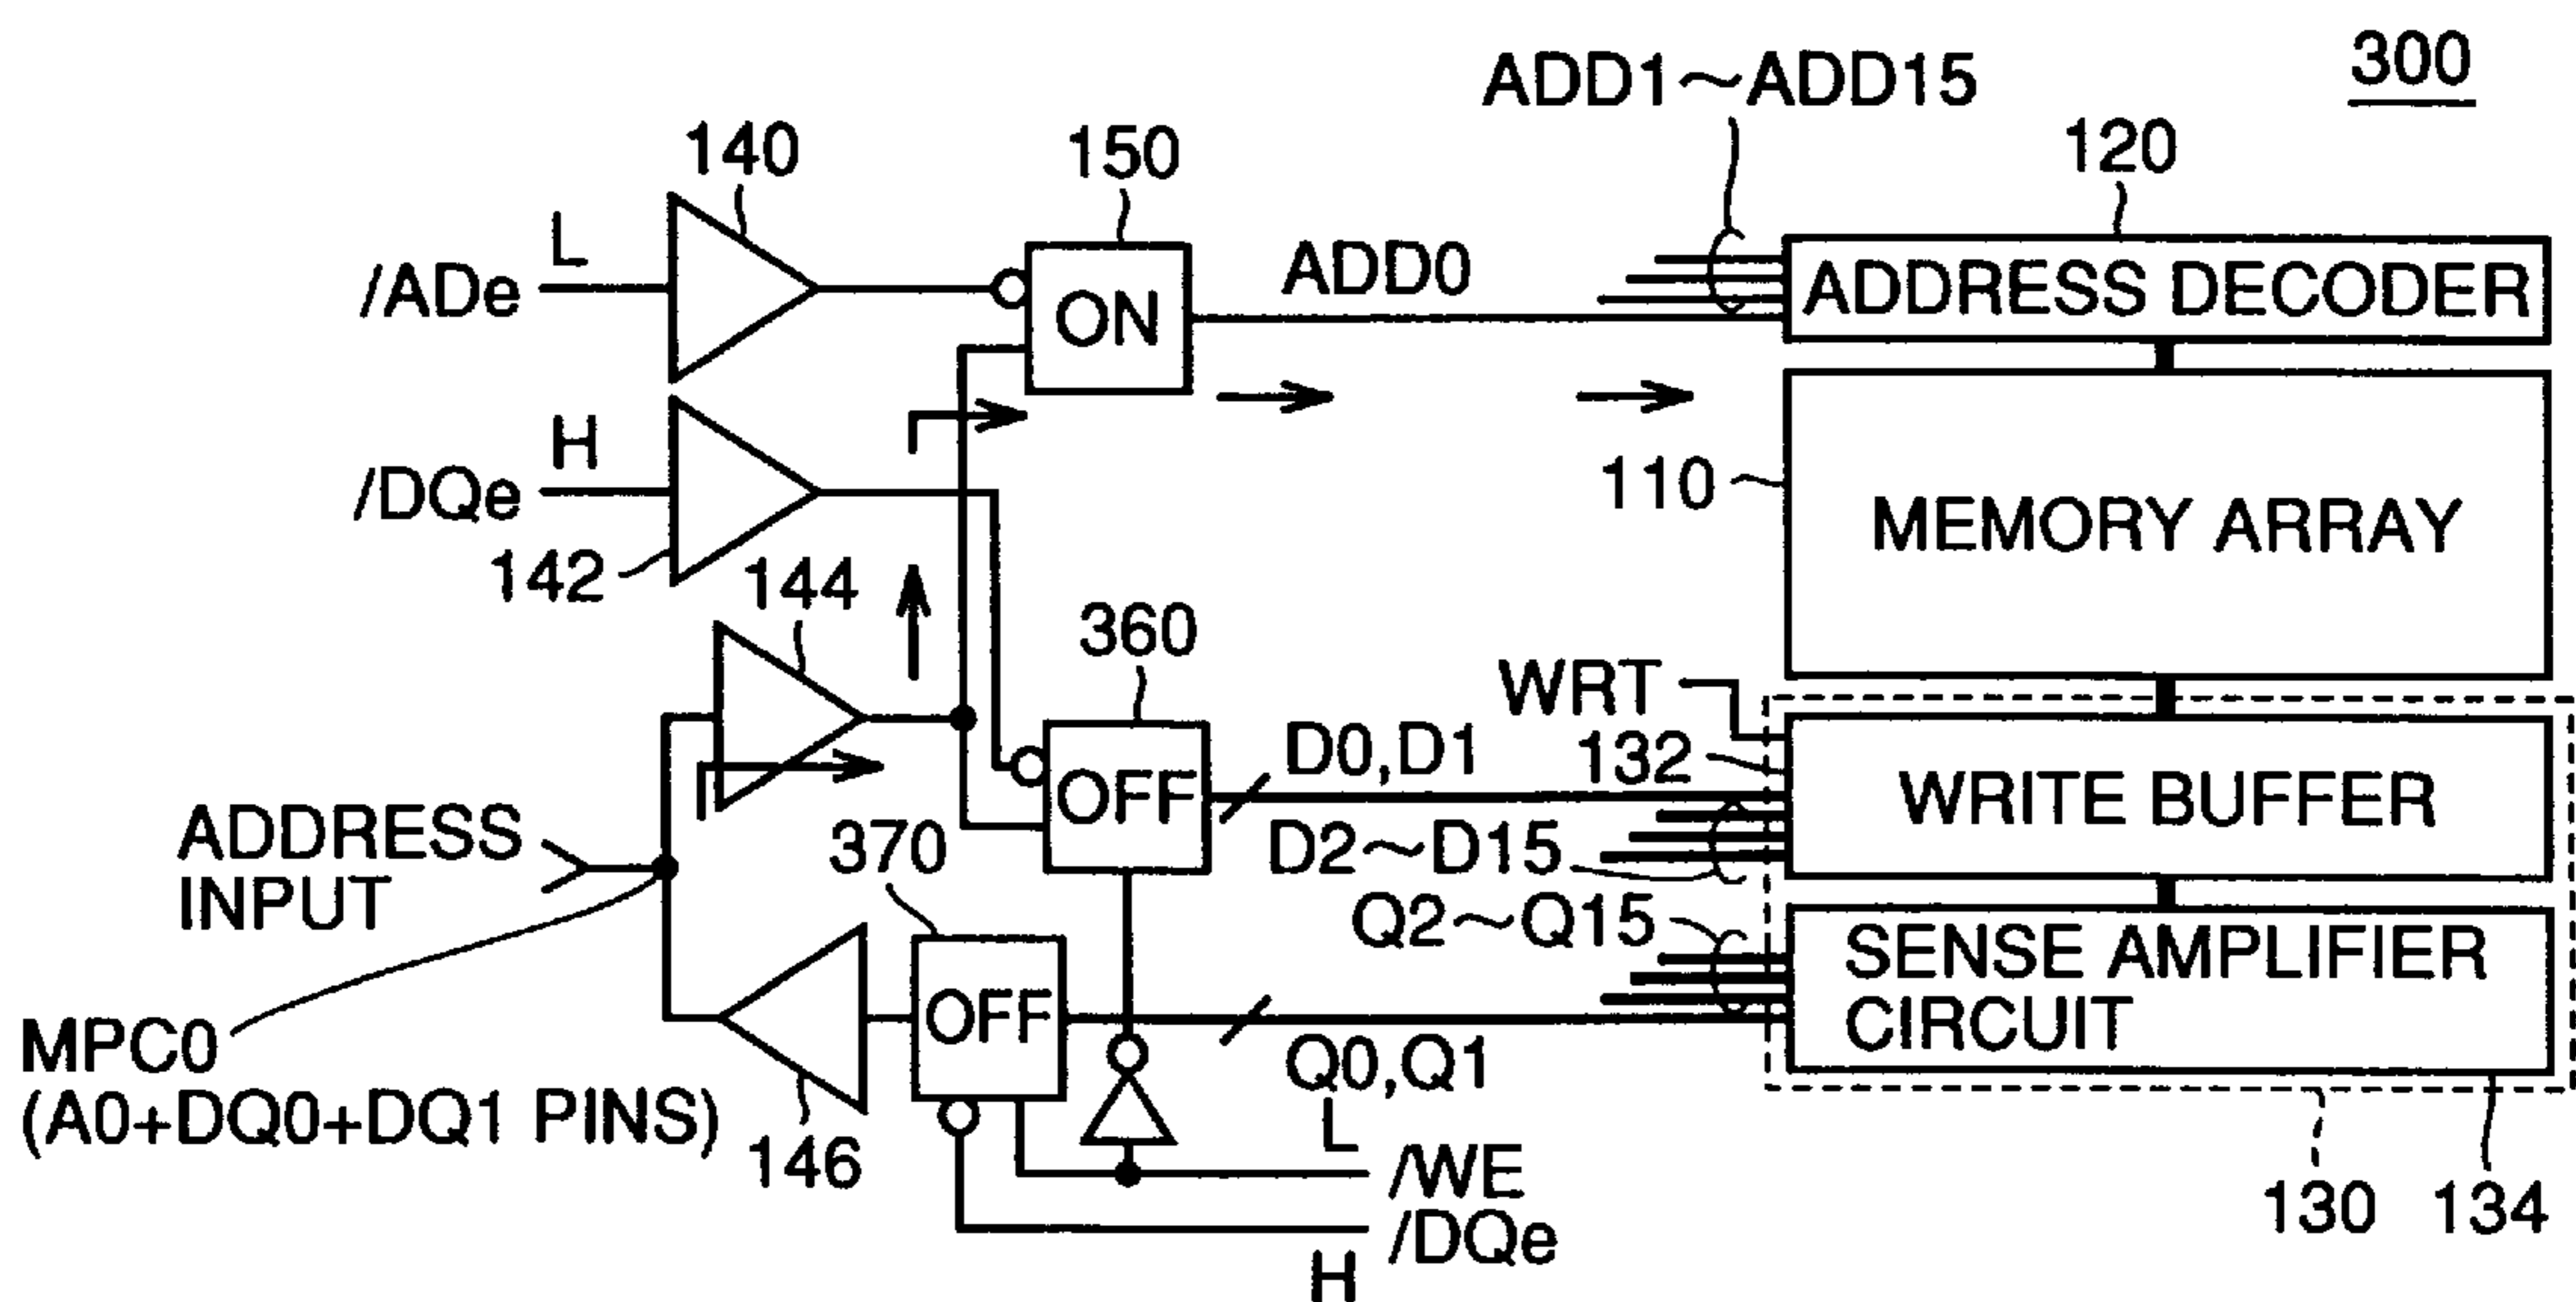 300
ADD1~ADD15
140
150
120
L
/ADe
ON
ADD0
ADDRESS DECODER
H
/DQe
142
110
MEMORY ARRAY
144
360
WRT
132
OFF
D0,D1
WRITE BUFFER
ADDRESS
INPUT
370
D2~D15
Q2~Q15
OFF
SENSE AMPLIFIER
CIRCUIT
MPC0
(A0+DQ0+DQ1 PINS)
146
Q0,Q1
L
/WE
/DQe
H
130
134